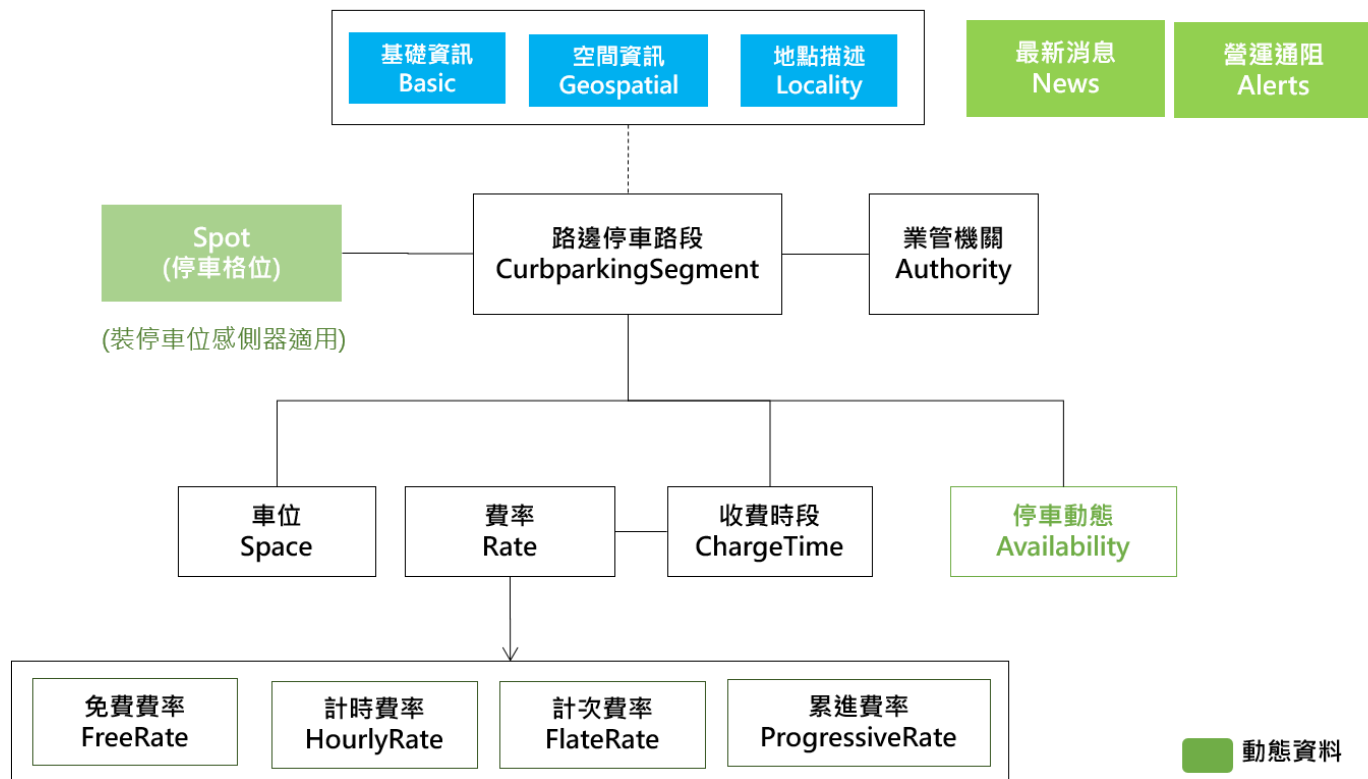 基礎資訊
Basic
空間資訊
Geospatial
地點描述
Locality
最新消息
News
營運通阻
Alerts
Spot
(停車格位)
(裝停車位感側器適用)
路邊停車路段
CurbparkingSegment
業管機關
Authority
車位
Space
費率
Rate
收費時段
ChargeTime
停車動態
Availability
免費費率
FreeRate
計時費率
HourlyRate
計次費率
FlateRate
累進費率
ProgressiveRate
動態資料